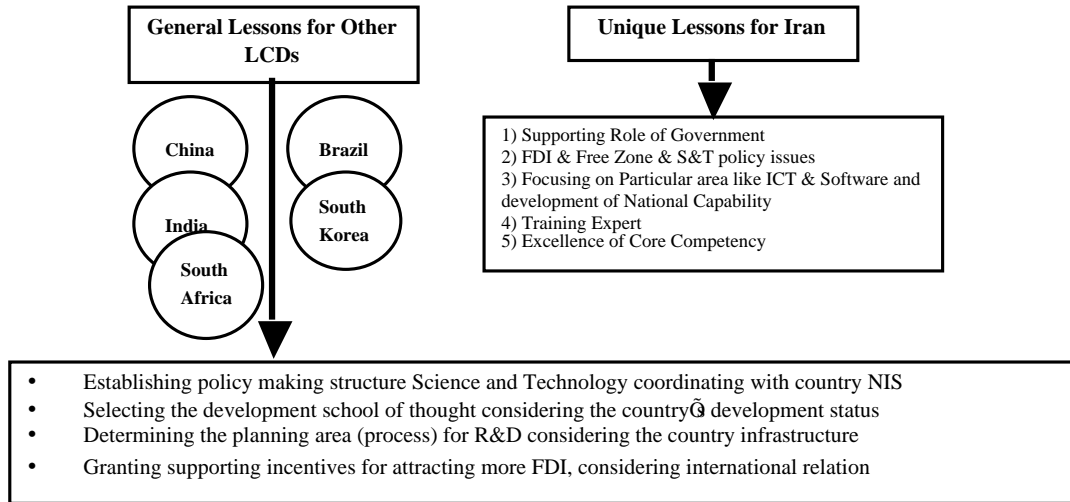 General Lessons for Other
LCDs
Unique Lessons for Iran
China
India
South
Africa
Brazil
South
Korea
1) Supporting Role of Government
2) FDI & Free Zone & S&T policy issues
3) Focusing on Particular area like ICT & Software and
development of National Capability
4) Training Expert
5) Excellence of Core Competency
• Establishing policy making structure Science and Technology coordinating with country NIS
• Selecting the development school of thought considering the development status
• Determining the planning area (process) for R&D considering the country infrastructure
• Granting supporting incentives for attracting more FDI, considering international relation